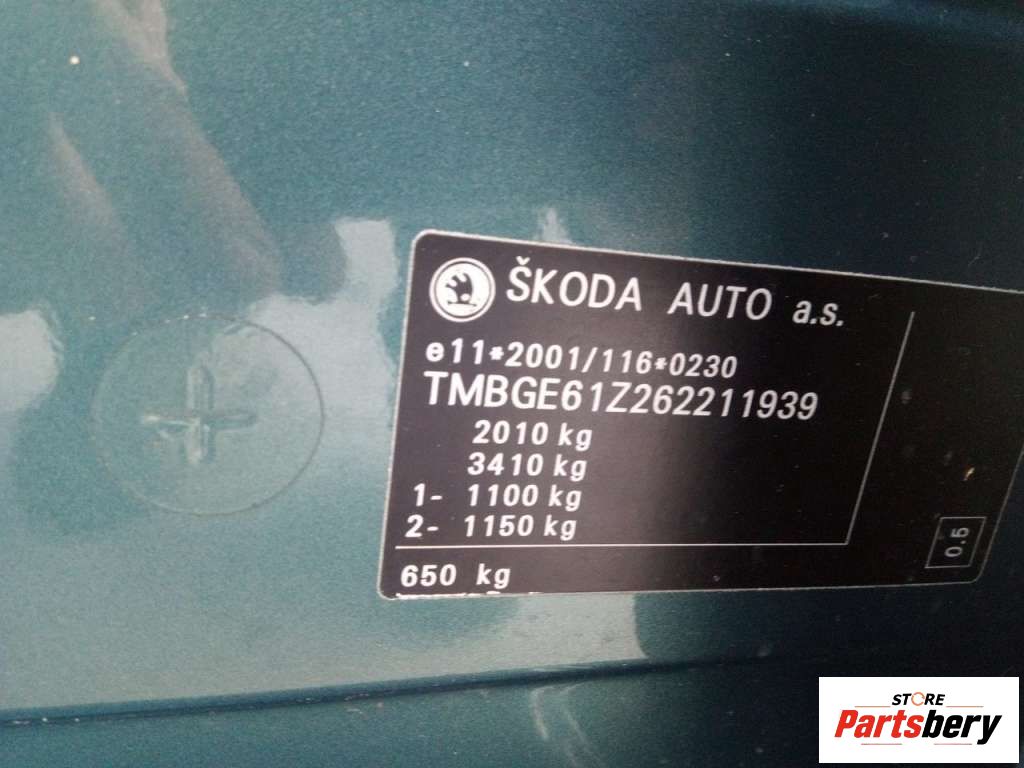 ŠKODA AUTO a.s.
e11*2001/116*0230
TMBGE61Z262211939
2010 kg
3410 kg
1- 1100 kg
2- 1150 kg
650 kg
0.5
STORE
Partsbery